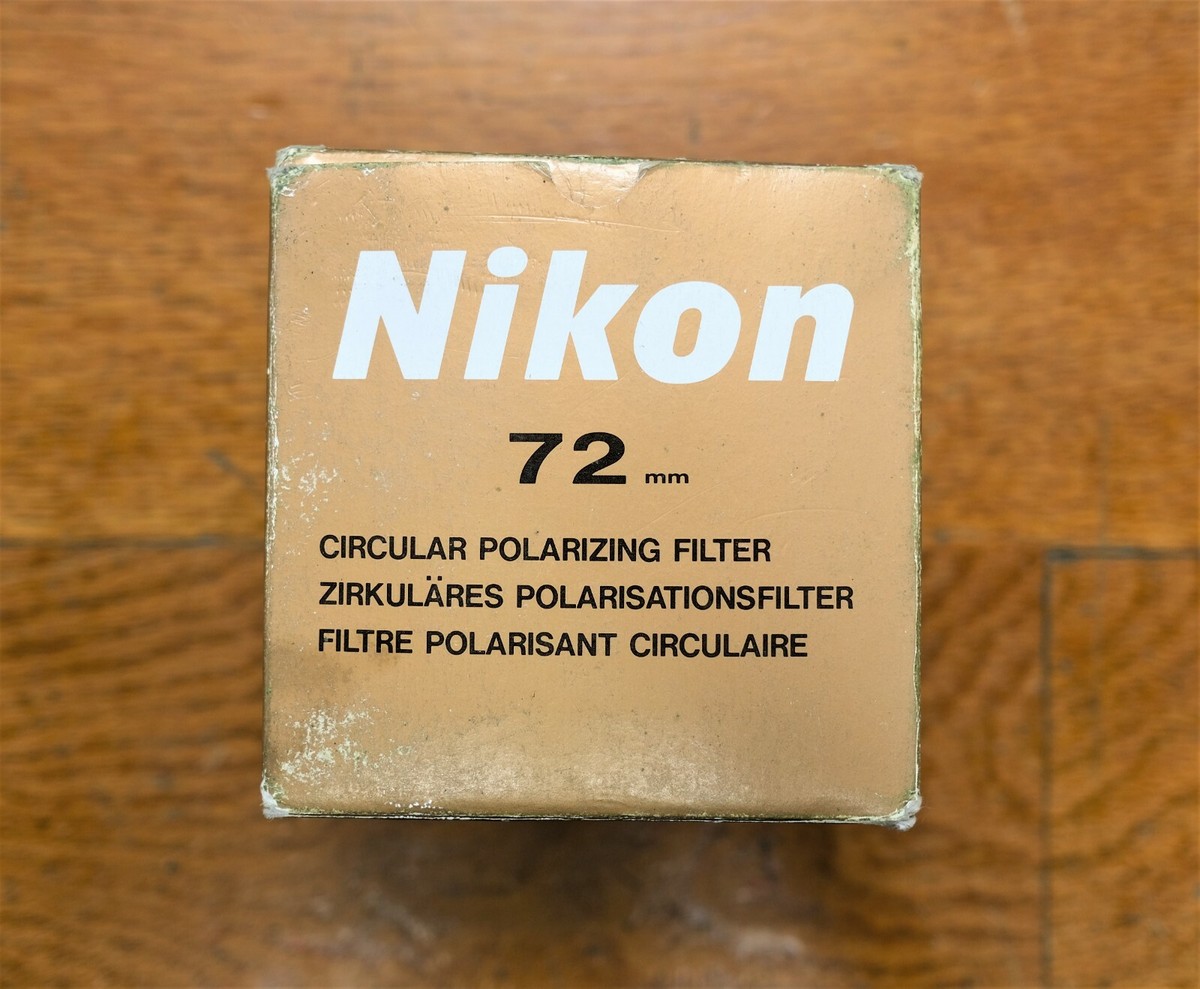 Nikon
72 mm
CIRCULAR POLARIZING FILTER
ZIRKULÄRES POLARISATIONSFILTER
FILTRE POLARISANT CIRCULAIRE